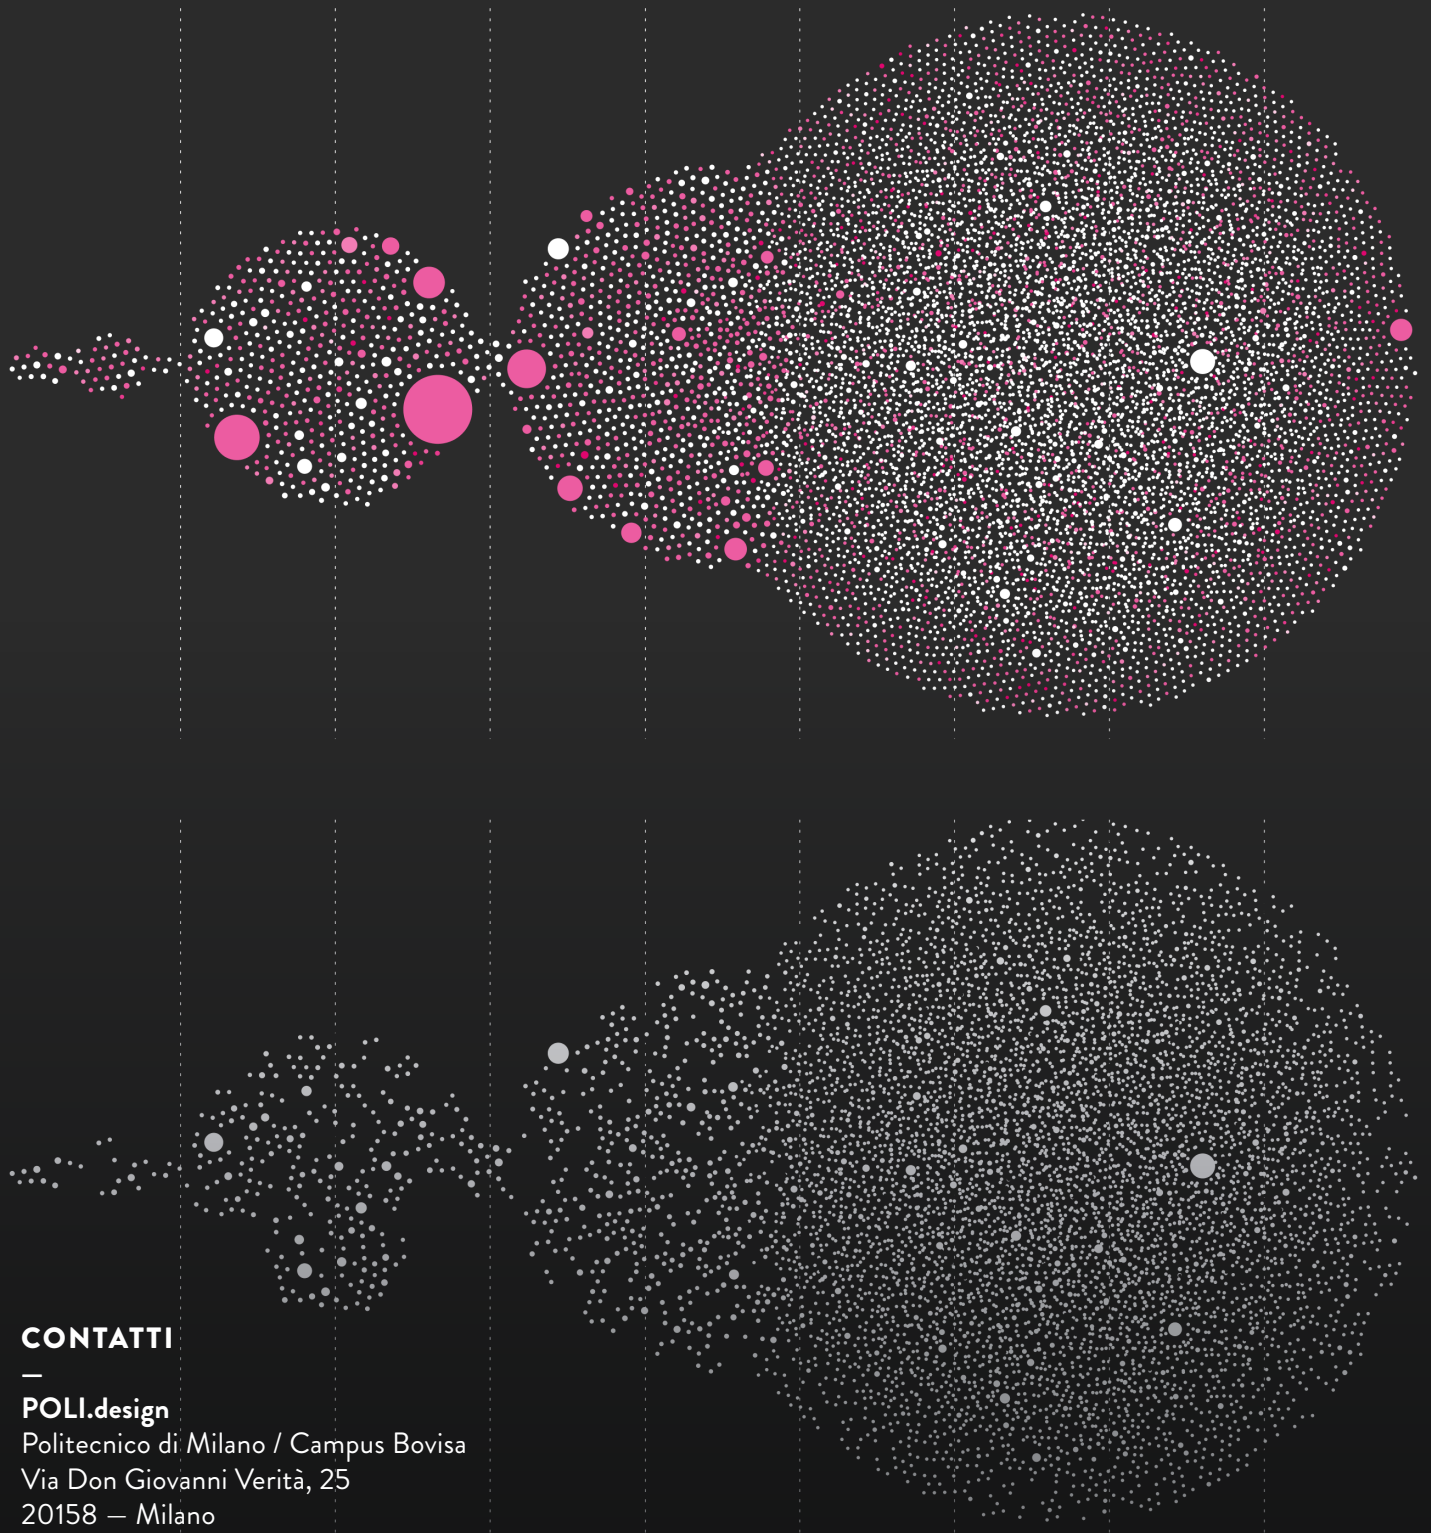 CONTATTI
—
POLI.design
Politecnico di Milano / Campus Bovisa
Via Don Giovanni Verità, 25
20158 — Milano